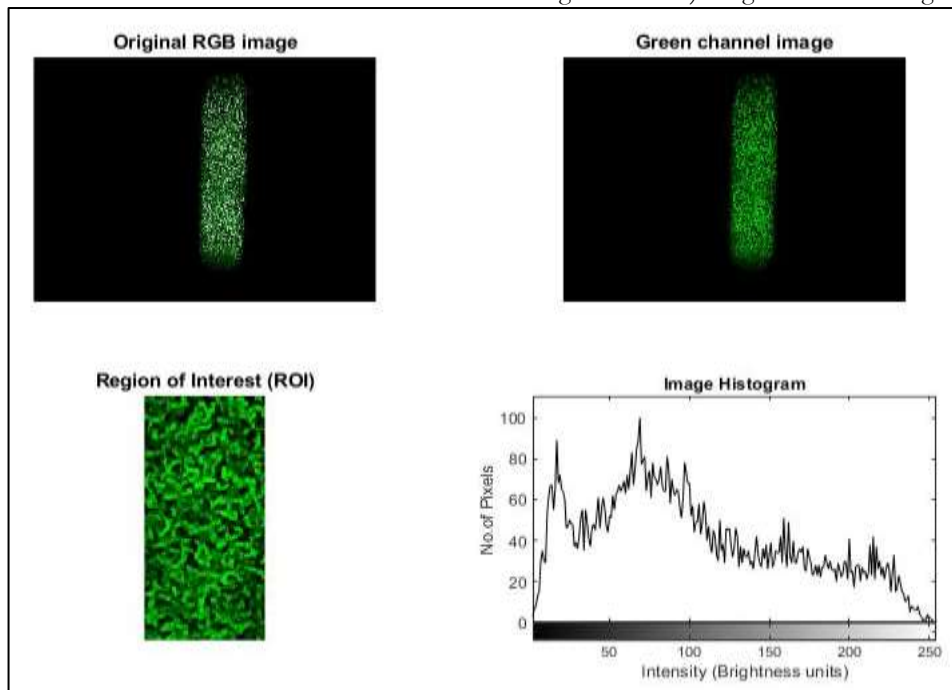 Original RGB image
Green channel image
Region of Interest (ROI)
Image Histogram
100
80
60
40
20
0
No.of Pixels
50
100
150
200
250
Intensity (Brightness units)